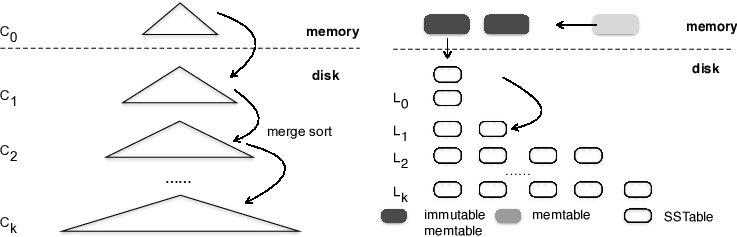 C0
memory
disk
C1
merge sort
C2
......
Ck
memory
disk
L0
L1
L2
......
Lk
immutable
memtable
memtable
SSTable